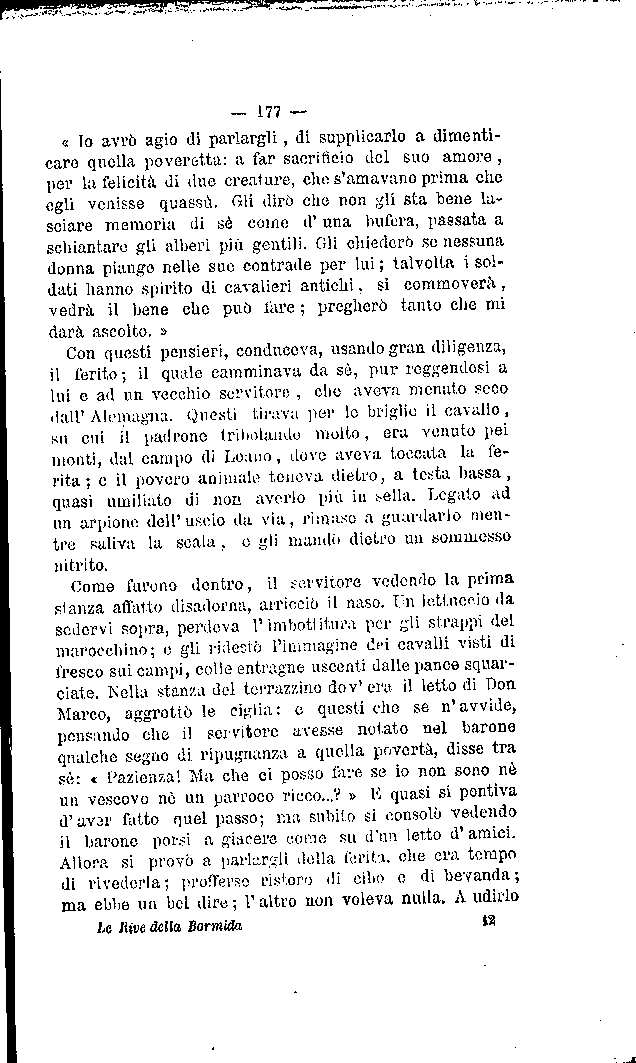 — 177 —
« Io avrò agio di parlargli, di supplicarlo a dimenti-
care quella poveretta: a far sacrificio del suo amore,
per la felicità di due creature, che s'amavano prima che
egli venisse quassù. Gli dirò che non gli sta bene la-
sciare memoria di sè come d'una bufera, passata a
schiantare gli alberi più gentili. Gli chiederò se nessuna
donna piange nelle sue contrade per lui; talvolta i sol-
dati hanno spirito di cavalieri antichi, si commoverà,
vedrà il bene che può fare; pregherò tanto che mi
darà ascolto. »
Con questi pensieri, conduceva, usando gran diligenza,
il ferito; il quale camminava da sè, pur reggendosi a
lui e ad un vecchio servitore, che aveva menato seco
dall'Alemagna. Questi tirava per le briglie il cavallo,
su cui il padrone tribolando molto, era venuto pei
monti, dal campo di Loano, dove aveva toccata la fe-
rita; e il povero animale teneva dietro, a testa bassa,
quasi umiliato di non averlo più in sella. Legato ad
un arpione dell'uscio da via, rimase a guardarlo men-
tre saliva la scala, e gli mandò dietro un sommesso
nitrito.
Come furono dentro, il servitore vedendo la prima
stanza affatto disadorna, arricciò il naso. Un lettuccio da
sedervi sopra, perdeva l'imbottitura per gli strappi del
marocchino; e gli ridestò l'immagine dei cavalli visti di
fresco sui campi, colle entragne uscenti dalle pance squar-
ciate. Nella stanza del terrazzino dov'era il letto di Don
Marco, aggrottò le ciglia: e questi che se n'avvide,
pensando che il servitore avesse notato nel barone
qualche segno di ripugnanza a quella povertà, disse tra
sè: « Pazienza! Ma che ci posso fare se io non sono nè
un vescovo nè un parroco ricco...? » E quasi si pentiva
d'aver fatto quel passo; ma subito si consolò vedendo
il barone porsi a giacere come su d'un letto d'amici.
Allora si provò a parlargli della ferita, che era tempo
di rivederla; profferse ristoro di cibo e di bevanda;
ma ebbe un bel dire; l'altro non voleva nulla. A udirlo
Le Rive della Bormida 12